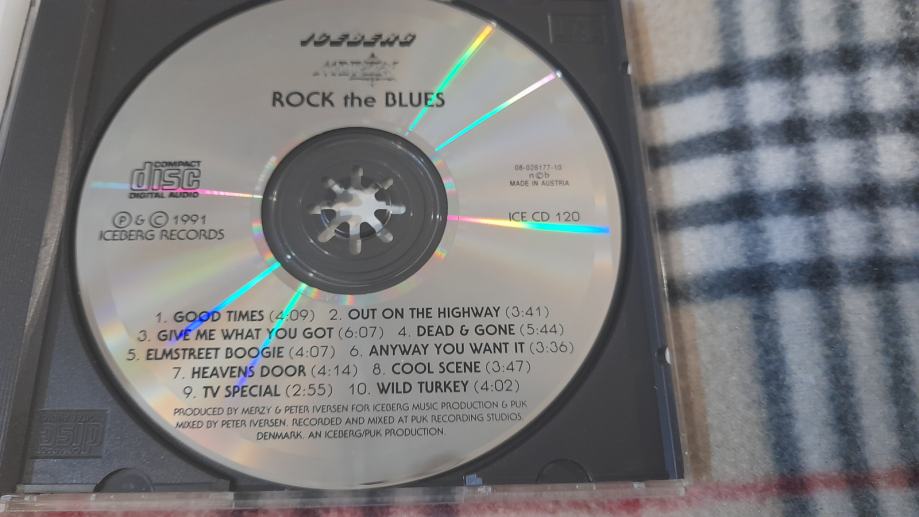 ICEBERG
ROCK the BLUES
COMPACT
disc
DIGITAL AUDIO
℗ & © 1991
ICEBERG RECORDS
08-026177-10
n©b
MADE IN AUSTRIA
ICE CD 120
1. GOOD TIMES (4:09) 2. OUT ON THE HIGHWAY (3:41)
3. GIVE ME WHAT YOU GOT (6:07) 4. DEAD & GONE (5:44)
5. ELMSTREET BOOGIE (4:07) 6. ANYWAY YOU WANT IT (3:36)
7. HEAVENS DOOR (4:14) 8. COOL SCENE (3:47)
9. TV SPECIAL (2:55) 10. WILD TURKEY (4:02)
PRODUCED BY MERZY & PETER IVERSEN FOR ICEBERG MUSIC PRODUCTION & PUK
MIXED BY PETER IVERSEN. RECORDED AND MIXED AT PUK RECORDING STUDIOS.
DENMARK. AN ICEBERG/PUK PRODUCTION.